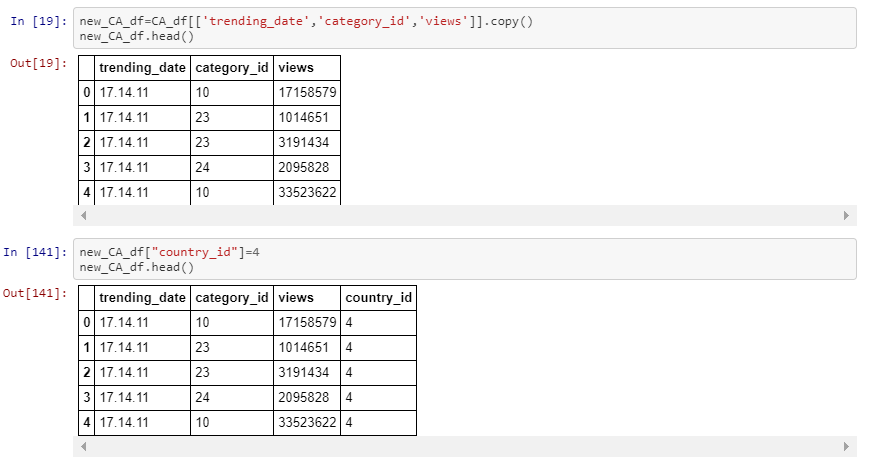 In [19]: new_CA_df=CA_df[['trending_date','category_id','views']].copy()
new_CA_df.head()
Out[19]:
trending_date category_id views
0 17.14.11 10 17158579
1 17.14.11 23 1014651
2 17.14.11 23 3191434
3 17.14.11 24 2095828
4 17.14.11 10 33523622
In [141]: new_CA_df["country_id"]=4
new_CA_df.head()
Out[141]:
trending_date category_id views country_id
0 17.14.11 10 17158579 4
1 17.14.11 23 1014651 4
2 17.14.11 23 3191434 4
3 17.14.11 24 2095828 4
4 17.14.11 10 33523622 4